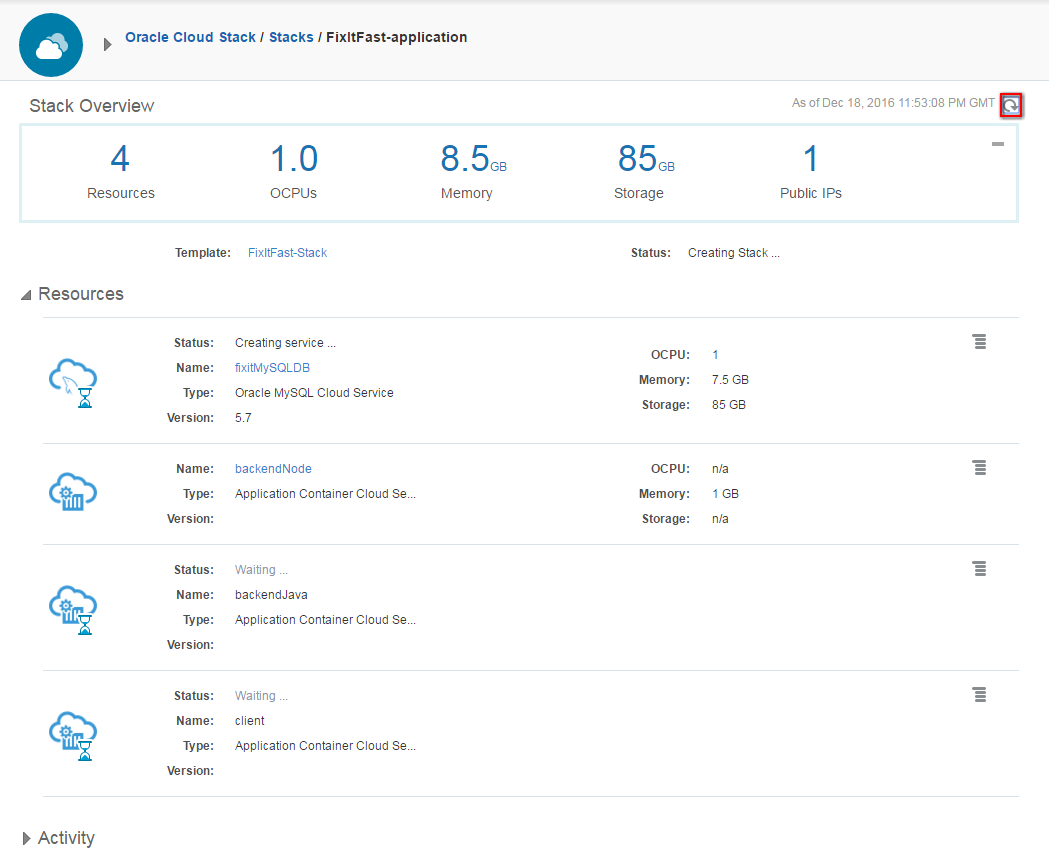 Oracle Cloud Stack / Stacks / FixItFast-application
Stack Overview
As of Dec 18, 2016 11:53:08 PM GMT
4 1.0 8.5GB 85GB 1
Resources OCPUs Memory Storage Public IPs
Template: FixItFast-Stack Status: Creating Stack ...
Resources
Status: Creating service ...
OCPU: 1
Name: fixitMySQLDB
Memory: 7.5 GB
Type: Oracle MySQL Cloud Service
Storage: 85 GB
Version: 5.7
Name: backendNode OCPU: n/a
Type: Application Container Cloud Se... Memory: 1 GB
Version: Storage: n/a
Status: Waiting ...
Name: backendJava
Type: Application Container Cloud Se...
Version:
Status: Waiting ...
Name: client
Type: Application Container Cloud Se...
Version:
Activity